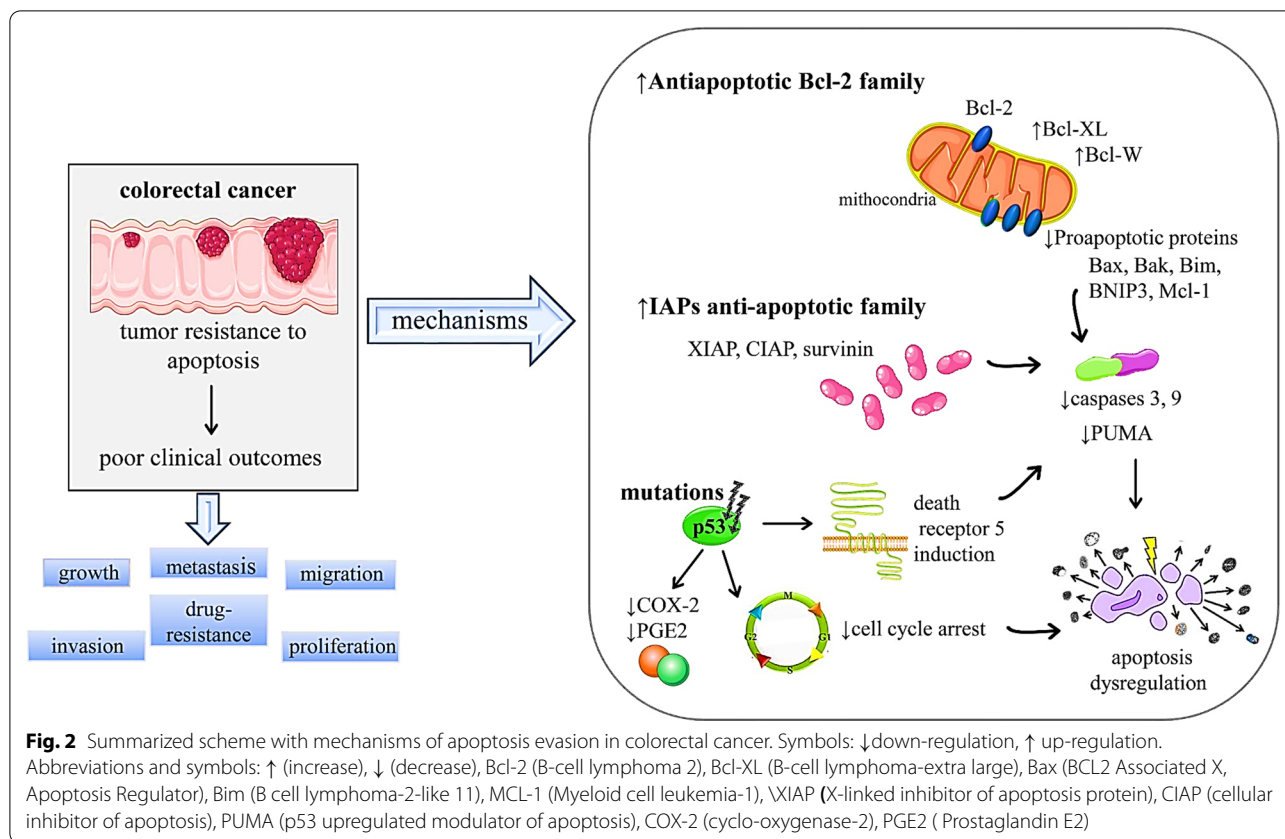 colorectal cancer
tumor resistance to
apoptosis
poor clinical outcomes
growth
metastasis
migration
invasion
drug-
resistance
proliferation
mechanisms
↑Antiapoptotic Bcl-2 family
Bcl-2
↑Bcl-XL
↑Bcl-W
mithocondria
↓Proapoptotic proteins
Bax, Bak, Bim,
BNIP3, Mcl-1
↑IAPs anti-apoptotic family
XIAP, CIAP, survinin
↓caspases 3, 9
↓PUMA
mutations
p53
death
receptor 5
induction
↓COX-2
↓PGE2
M
G1
S
G2
↓cell cycle arrest
apoptosis
dysregulation
Fig. 2 Summarized scheme with mechanisms of apoptosis evasion in colorectal cancer. Symbols: ↓down-regulation, ↑ up-regulation.
Abbreviations and symbols: ↑ (increase), ↓ (decrease), Bcl-2 (B-cell lymphoma 2), Bcl-XL (B-cell lymphoma-extra large), Bax (BCL2 Associated X,
Apoptosis Regulator), Bim (B cell lymphoma-2-like 11), MCL-1 (Myeloid cell leukemia-1), \XIAP (X-linked inhibitor of apoptosis protein), CIAP (cellular
inhibitor of apoptosis), PUMA (p53 upregulated modulator of apoptosis), COX-2 (cyclo-oxygenase-2), PGE2 ( Prostaglandin E2)